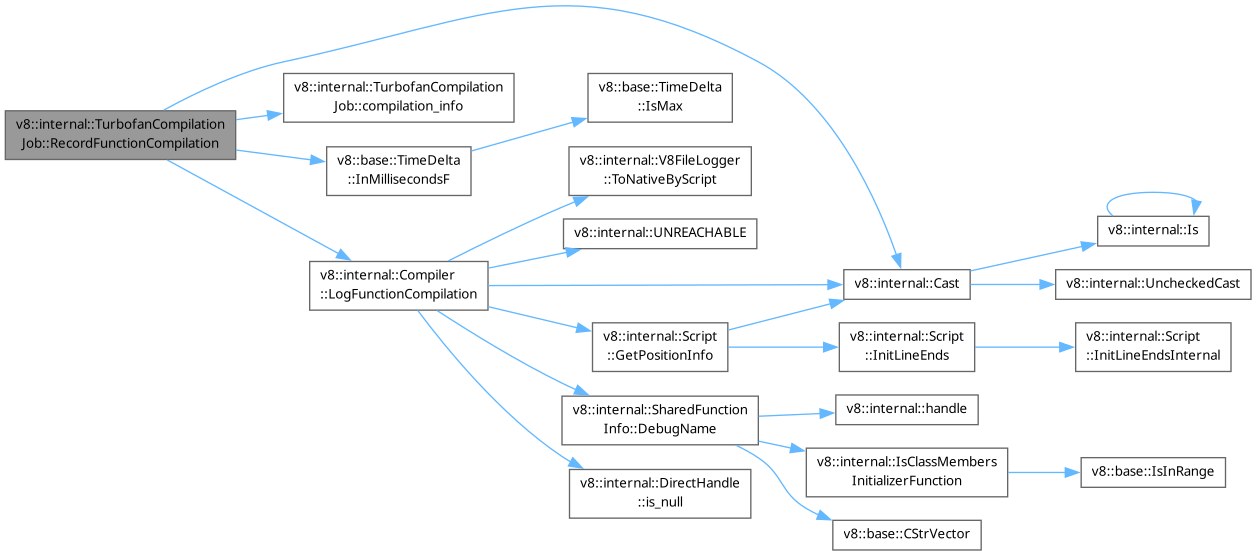 v8::internal::TurbofanCompilation
Job::RecordFunctionCompilation
v8::internal::TurbofanCompilation
Job::compilation_info
v8::base::TimeDelta
::InMillisecondsF
v8::base::TimeDelta
::IsMax
v8::internal::Compiler
::LogFunctionCompilation
v8::internal::V8FileLogger
::ToNativeByScript
v8::internal::UNREACHABLE
v8::internal::Cast
v8::internal::Is
v8::internal::UncheckedCast
v8::internal::Script
::GetPositionInfo
v8::internal::Script
::InitLineEnds
v8::internal::Script
::InitLineEndsInternal
v8::internal::SharedFunction
Info::DebugName
v8::internal::handle
v8::internal::IsClassMembers
InitializerFunction
v8::base::IsInRange
v8::base::CStrVector
v8::internal::DirectHandle
::is_null